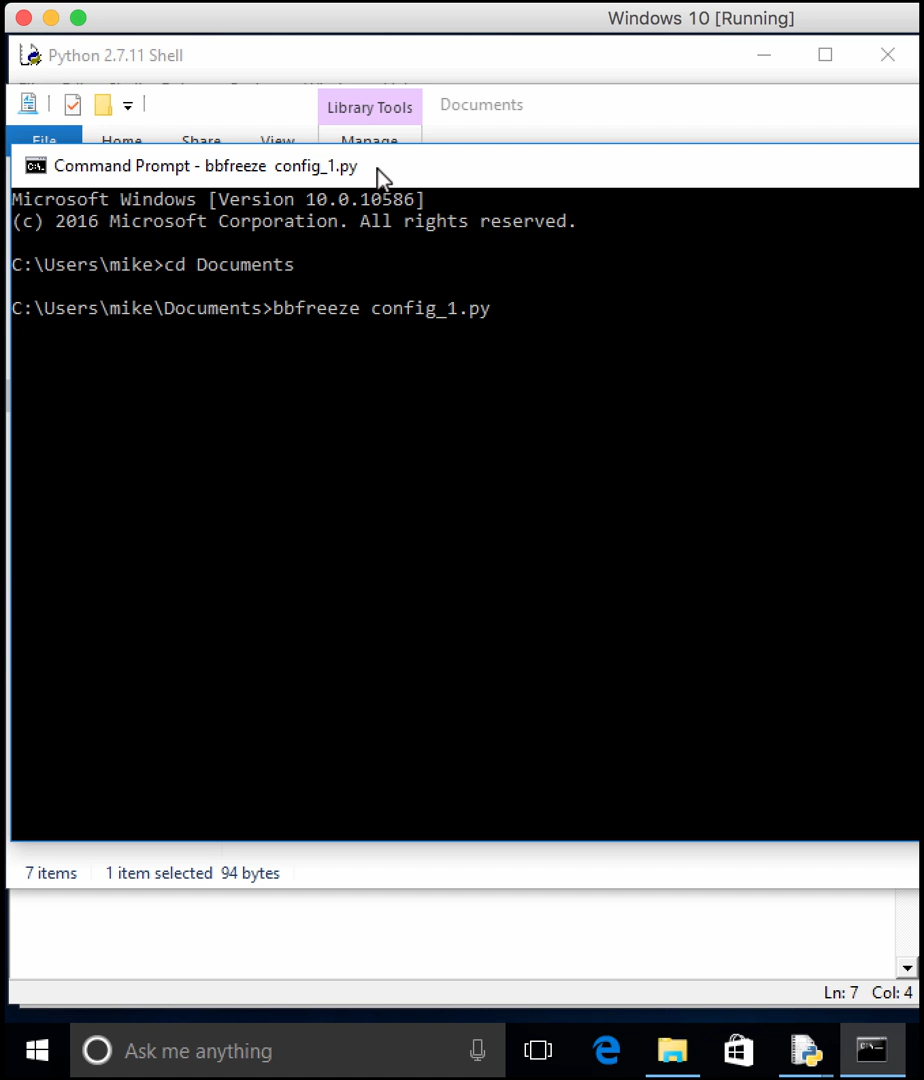 Windows 10 [Running]
Python 2.7.11 Shell
Library Tools
Documents
File Home Share View Manage
Command Prompt - bbfreeze  config_1.py
Microsoft Windows [Version 10.0.10586]
(c) 2016 Microsoft Corporation. All rights reserved.
C:\Users\mike>cd Documents
C:\Users\mike\Documents>bbfreeze config_1.py
7 items 1 item selected 94 bytes
Ln: 7 Col: 4
Ask me anything